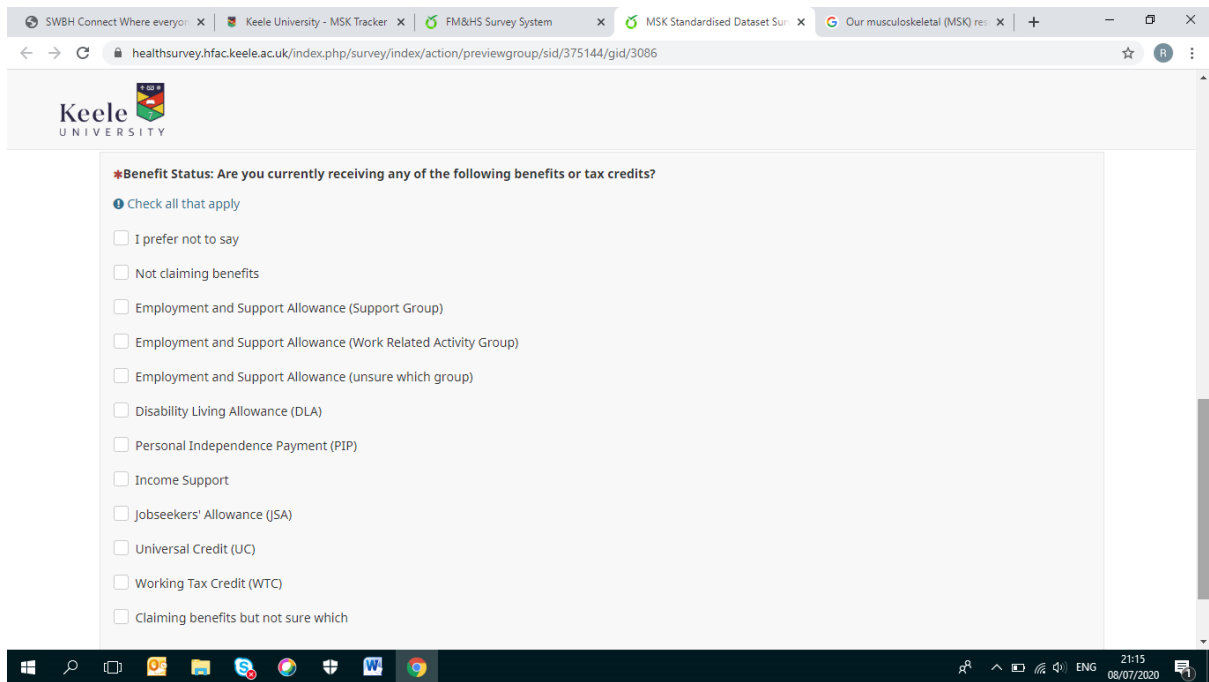 SWBH Connect Where everyon
Keele University - MSK Tracker
FM&HS Survey System
MSK Standardised Dataset Sur
G Our musculoskeletal (MSK) res
healthsurvey.hfac.keele.ac.uk/index.php/survey/index/action/previewgroup/sid/375144/gid/3086
R
Keele
UNIVERSITY
*Benefit Status: Are you currently receiving any of the following benefits or tax credits?
Check all that apply
I prefer not to say
Not claiming benefits
Employment and Support Allowance (Support Group)
Employment and Support Allowance (Work Related Activity Group)
Employment and Support Allowance (unsure which group)
Disability Living Allowance (DLA)
Personal Independence Payment (PIP)
Income Support
Jobseekers' Allowance (JSA)
Universal Credit (UC)
Working Tax Credit (WTC)
Claiming benefits but not sure which
ENG
21:15
08/07/2020
1